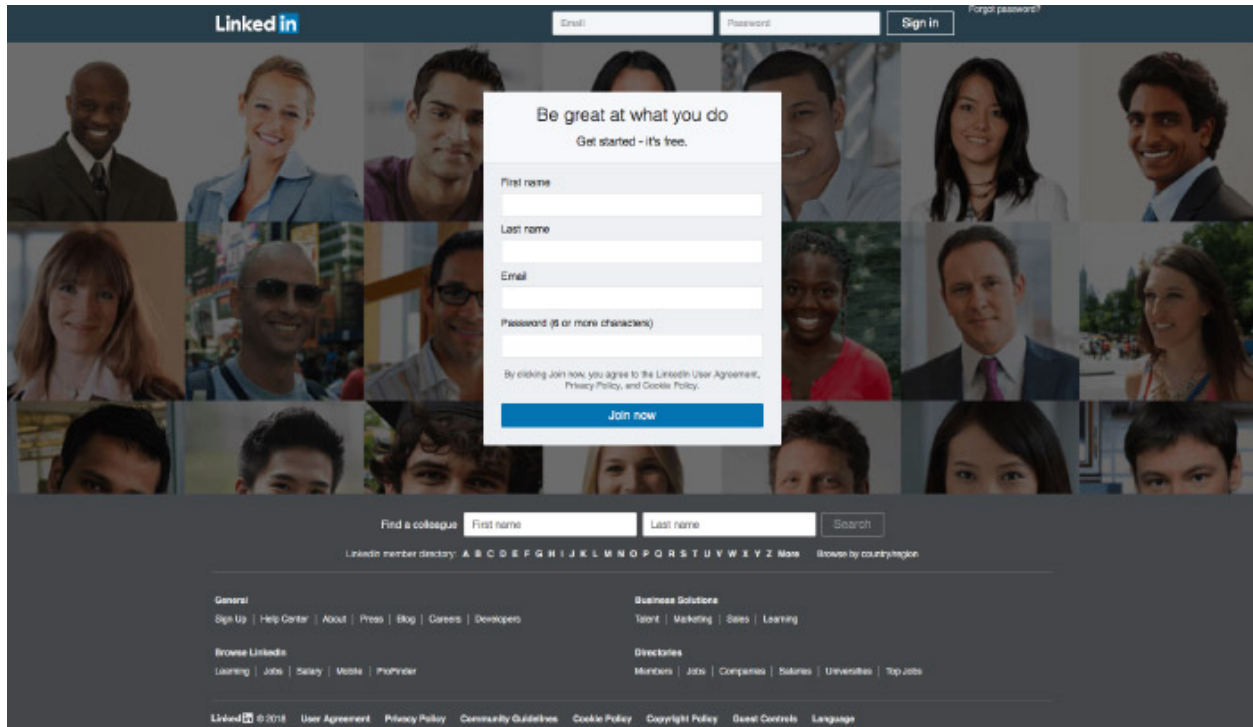 Linked in
Email
Password
Sign in
Forgot password?
Be great at what you do
Get started - it's free.
First name
Last name
Email
Password (6 or more characters)
By clicking Join now, you agree to the LinkedIn User Agreement,
Privacy Policy, and Cookie Policy.
Join now
Find a colleague First name Last name Search
LinkedIn member directory: A B C D E F G H I J K L M N O P Q R S T U V W X Y Z More Browse by country/region
General
Sign Up | Help Center | About | Press | Blog | Careers | Developers
Business Solutions
Talent | Marketing | Sales | Learning
Browse LinkedIn
Learning | Jobs | Salary | Mobile | ProFinder
Directories
Members | Jobs | Companies | Salaries | Universities | Top Jobs
Linked in © 2018 User Agreement Privacy Policy Community Guidelines Cookie Policy Copyright Policy Guest Controls Language